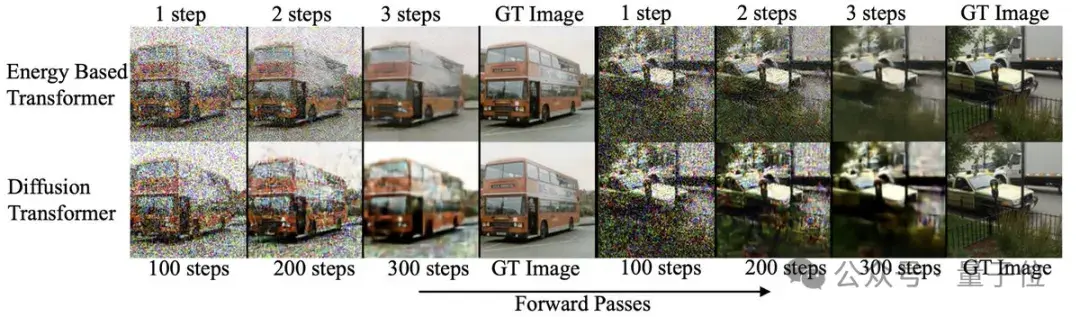 1 step 2 steps 3 steps GT Image 1 step 2 steps 3 steps GT Image
Energy Based
Transformer
Diffusion
Transformer
100 steps 200 steps 300 steps GT Image 100 steps 200 steps 300 steps GT Image
公众号 量子位
Forward Passes